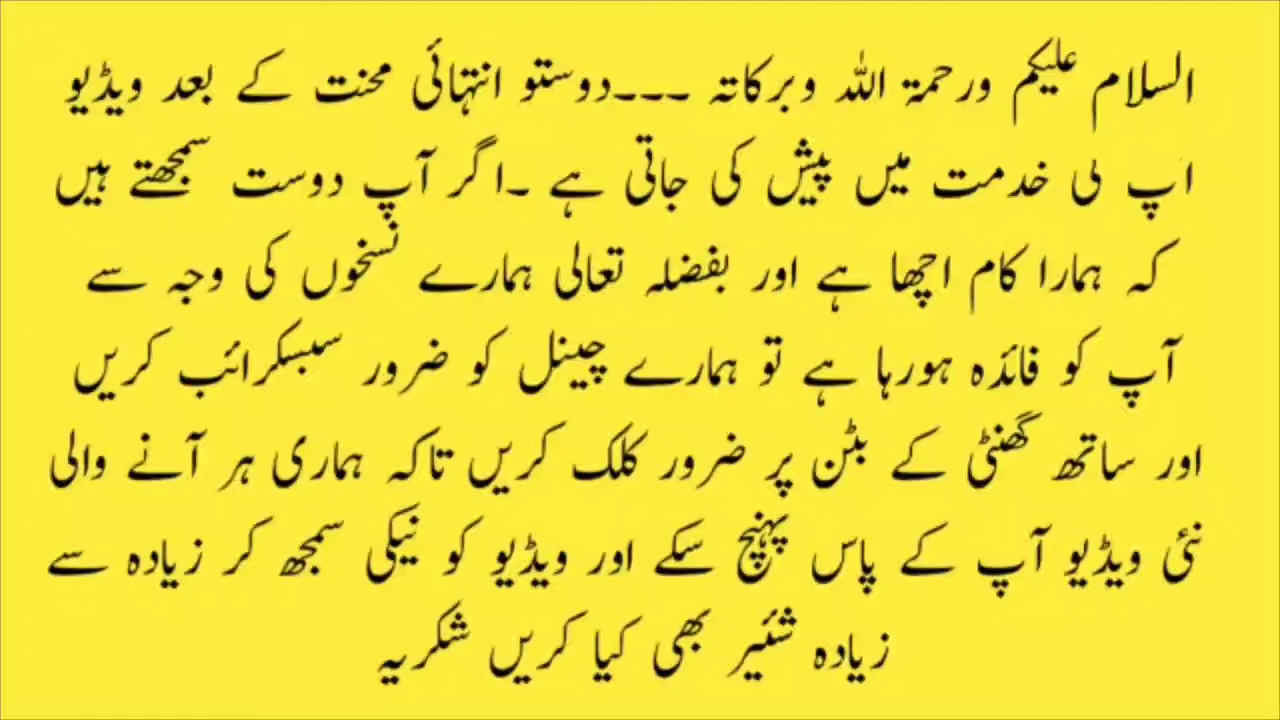 السلام علیکم ورحمۃ اللہ وبرکاتہ ۔۔۔دوستو انتہائی محنت کے بعد ویڈیو
اپ لی خدمت میں پیش کی جاتی ہے ۔اگر آپ دوست سمجھتے ہیں
کہ ہمارا کام اچھا ہے اور بفضلہ تعالی ہمارے نسخوں کی وجہ سے
آپ کو فائدہ ہورہا ہے تو ہمارے چینل کو ضرور سبسکرائب کریں
اور ساتھ گھنٹی کے بٹن پر ضرور کلک کریں تاکہ ہماری ہر آنے والی
نئی ویڈیو آپ کے پاس پہنچ سکے اور ویڈیو کو نیکی سمجھ کر زیادہ سے
زیادہ شئیر بھی کیا کریں شکریہ